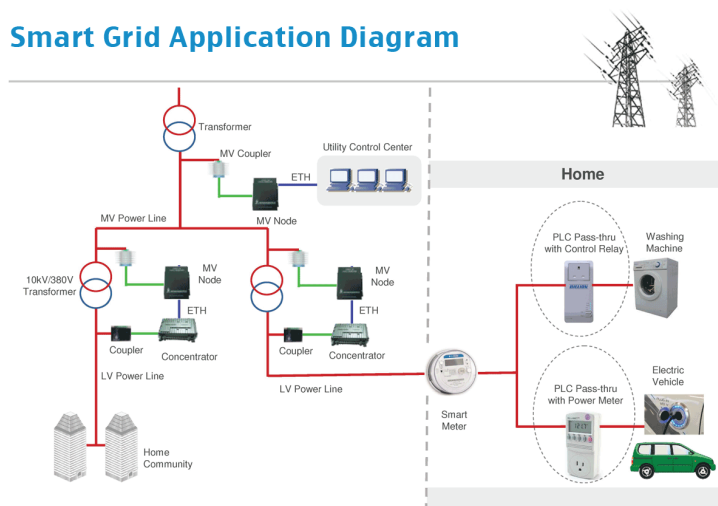 Smart Grid Application Diagram
Transformer
MV Coupler
Utility Control Center
ETH
MV Node
MV Power Line
Home
10kV/380V
Transformer
MV
Node
ETH
Coupler
Concentrator
LV Power Line
MV
Node
ETH
Coupler
Concentrator
LV Power Line
Home
Community
Smart
Meter
PLC Pass-thru
with Control Relay
Washing
Machine
PLC Pass-thru
with Power Meter
Electric
Vehicle